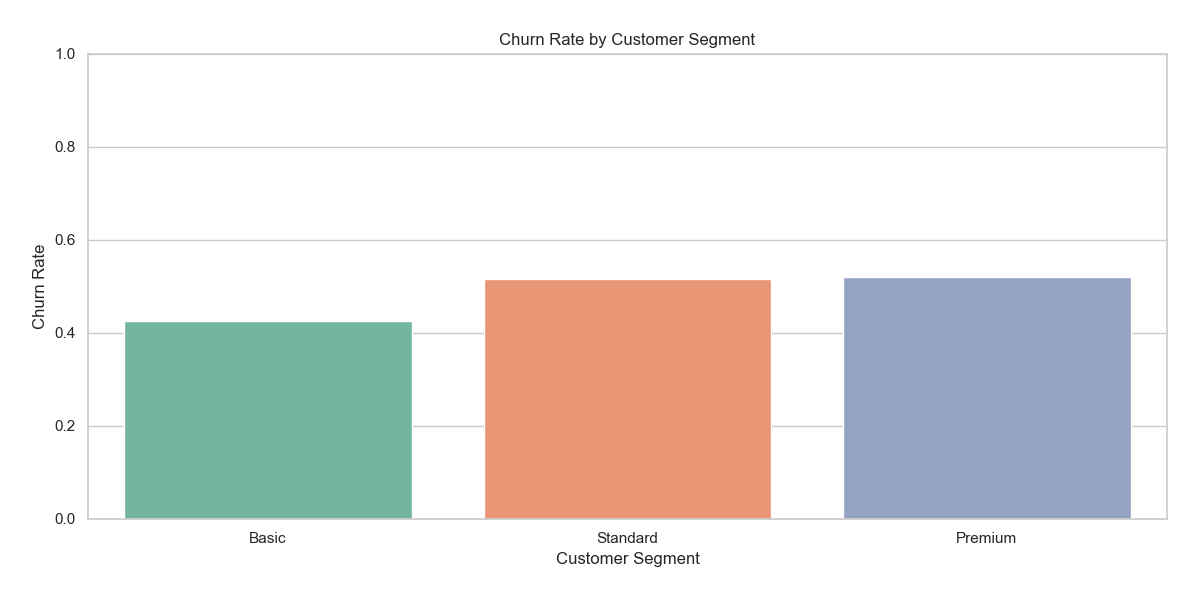 Churn Rate by Customer Segment
1.0
0.8
0.6
0.4
0.2
0.0
Churn Rate
Basic Standard Premium
Customer Segment